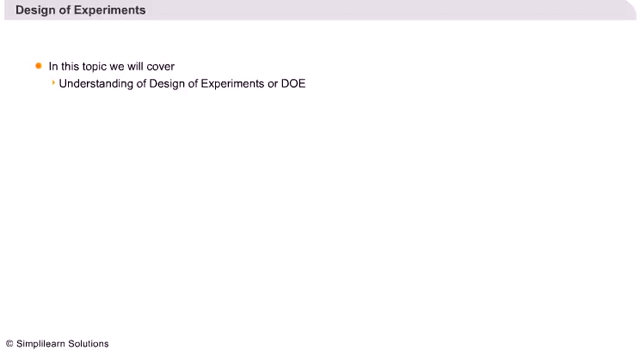 Design of Experiments
In this topic we will cover
Understanding of Design of Experiments or DOE
© Simplilearn Solutions